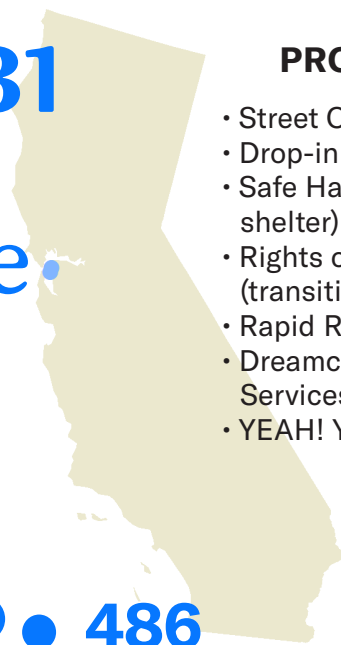 31
PRO
• Street O
• Drop-in
• Safe Ha
shelter)
e
• Rights o
(transiti
• Rapid R
• Dreamc
Services
• YEAH! Y
• 486